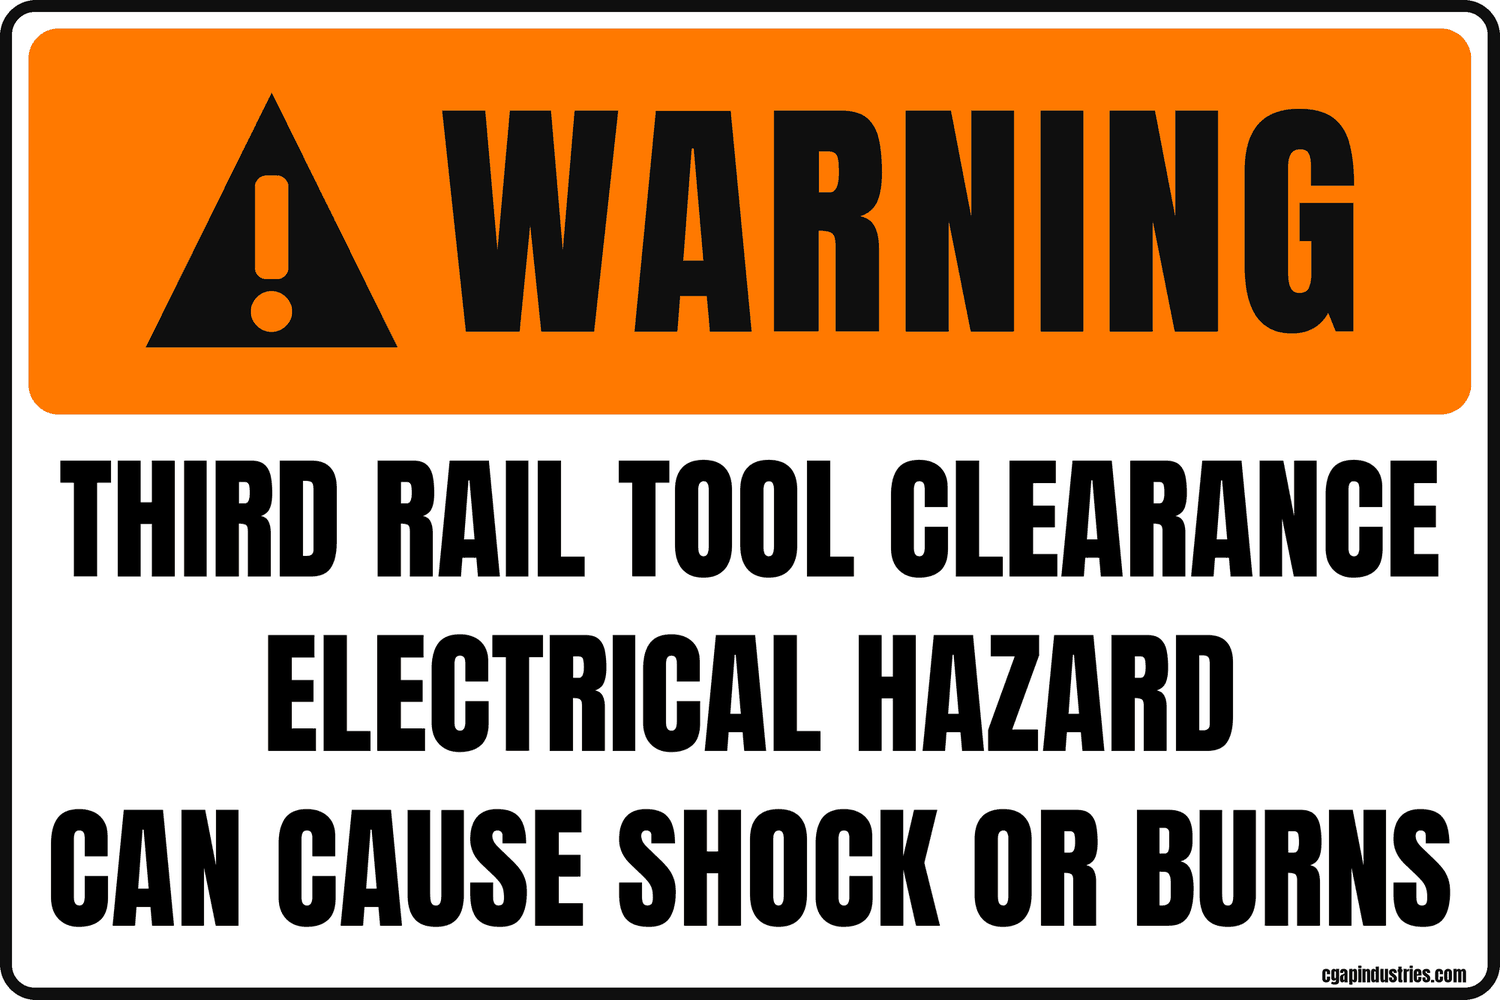 WARNING
THIRD RAIL TOOL CLEARANCE
ELECTRICAL HAZARD
CAN CAUSE SHOCK OR BURNS
cgapindustries.com